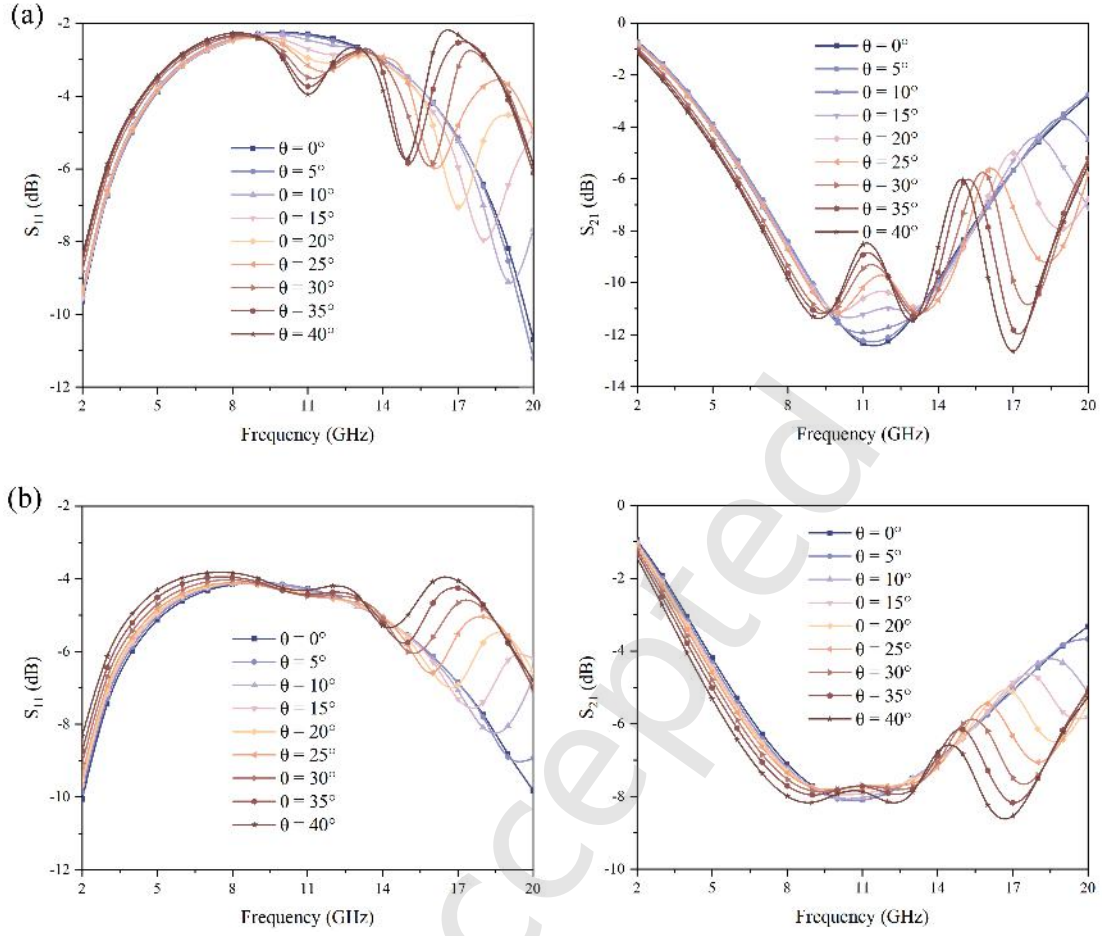 (a)
-2
-4
-6
-8
-10
-12
S₁₁ (dB)
θ = 0°
θ = 5°
θ = 10°
θ = 15°
θ = 20°
θ = 25°
θ = 30°
θ = 35°
θ = 40°
2 5 8 11 14 17 20
Frequency (GHz)
0
-2
-4
-6
-8
-10
-12
-14
S₂₁ (dB)
θ = 0°
θ = 5°
θ = 10°
θ = 15°
θ = 20°
θ = 25°
θ = 30°
θ = 35°
θ = 40°
2 5 8 11 14 17 20
Frequency (GHz)
(b)
-2
-4
-6
-8
-10
-12
S₁₁ (dB)
θ = 0°
θ = 5°
θ = 10°
θ = 15°
θ = 20°
θ = 25°
θ = 30°
θ = 35°
θ = 40°
2 5 8 11 14 17 20
Frequency (GHz)
0
-2
-4
-6
-8
-10
S₂₁ (dB)
θ = 0°
θ = 5°
θ = 10°
θ = 15°
θ = 20°
θ = 25°
θ = 30°
θ = 35°
θ = 40°
2 5 8 11 14 17 20
Frequency (GHz)
ccepted